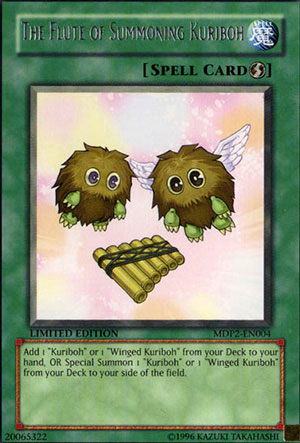 THE FLUTE OF SUMMONING KURIBOH 魔
[SPELL CARD]
LIMITED EDITION MDP2-EN004
Add 1 "Kuriboh" or 1 "Winged Kuriboh" from your Deck to your
hand, OR Special Summon 1 "Kuriboh" or 1 "Winged Kuriboh"
from your Deck to your side of the field.
20065322 ©1996 KAZUKI TAKAHASHI